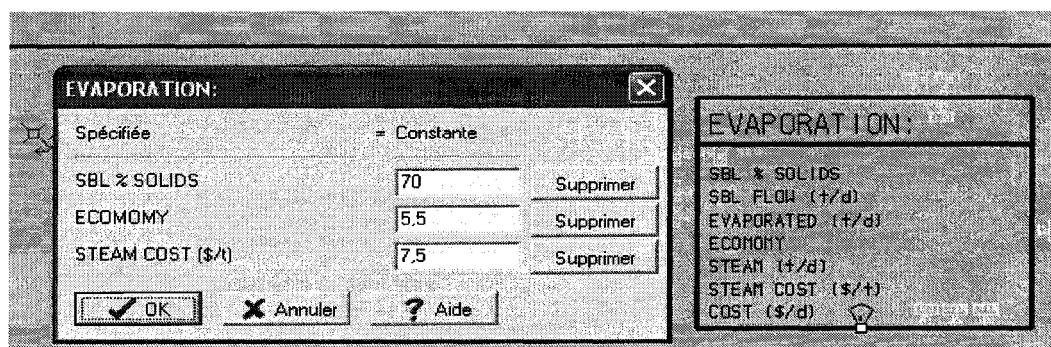 EVAPORATION:
Spécifiée = Constante
SBL % SOLIDS 70 Supprimer
ECOMOMY 5,5 Supprimer
STEAM COST ($/t) 7,5 Supprimer
OK Annuler ? Aide
EVAPORATION:
SBL % SOLIDS
SBL FLOW (t/d)
EVAPORATED (t/d)
ECONOMY
STEAM (t/d)
STEAM COST ($/t)
COST ($/d)